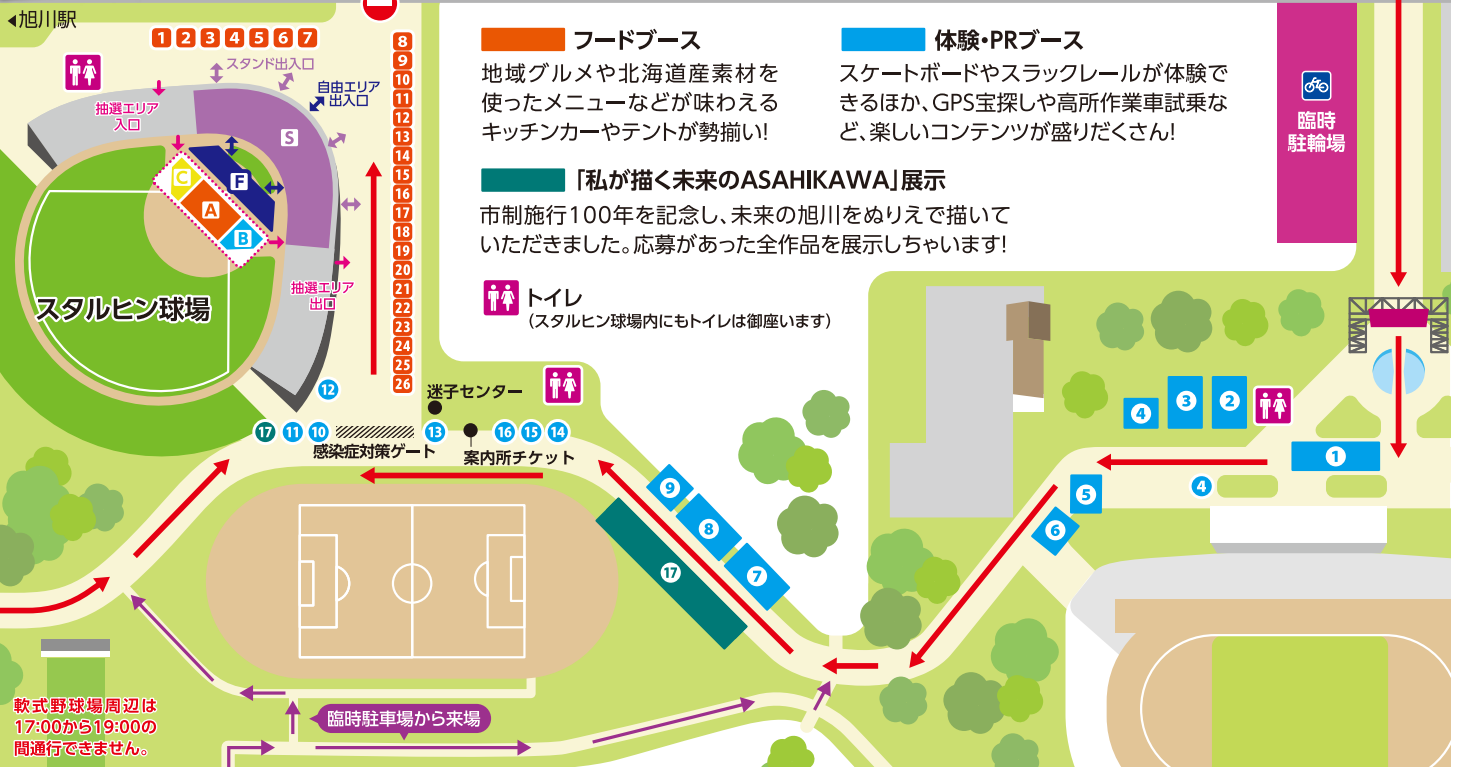 ◀旭川駅
1 2 3 4 5 6 7
8
9
10
11
12
13
14
15
16
17
18
19
20
21
22
23
24
25
26
スタンド出入口
自由エリア
出入口
抽選エリア
入口
S
F
C
A
B
抽選エリア
出口
スタルヒン球場
フードブース
地域グルメや北海道産素材を
使ったメニューなどが味わえる
キッチンカーやテントが勢揃い!
体験・PRブース
スケートボードやスラックレールが体験で
きるほか、GPS宝探しや高所作業車試乗な
ど、楽しいコンテンツが盛りだくさん!
「私が描く未来のASAHIKAWA」展示
市制施行100年を記念し、未来の旭川をぬりえで描いて
いただきました。応募があった全作品を展示しちゃいます!
トイレ
(スタルヒン球場内にもトイレは御座います)
臨時
駐輪場
12
迷子センター
17 11 10
13
16 15 14
感染症対策ゲート
案内所チケット
4
3
2
1
4
5
6
9
8
7
17
臨時駐車場から来場
軟式野球場周辺は
17:00から19:00の
間通行できません。